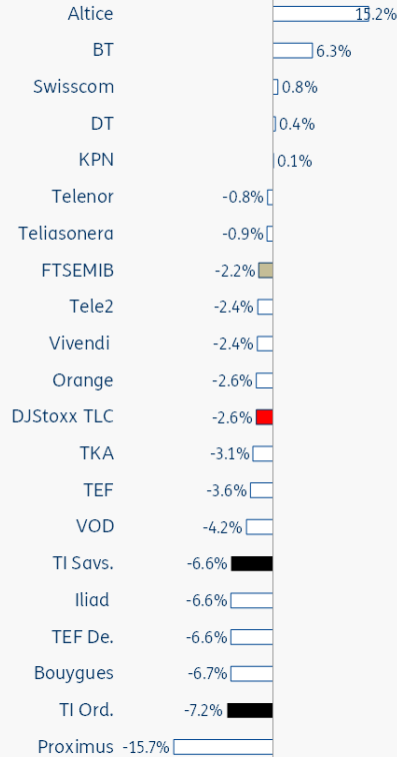 Altice 15.2%
BT 6.3%
Swisscom 0.8%
DT 0.4%
KPN 0.1%
Telenor -0.8%
Teliasonera -0.9%
FTSEMIB -2.2%
Tele2 -2.4%
Vivendi -2.4%
Orange -2.6%
DJStoxx TLC -2.6%
TKA -3.1%
TEF -3.6%
VOD -4.2%
TI Savs. -6.6%
Iliad -6.6%
TEF De. -6.6%
Bouygues -6.7%
TI Ord. -7.2%
Proximus -15.7%